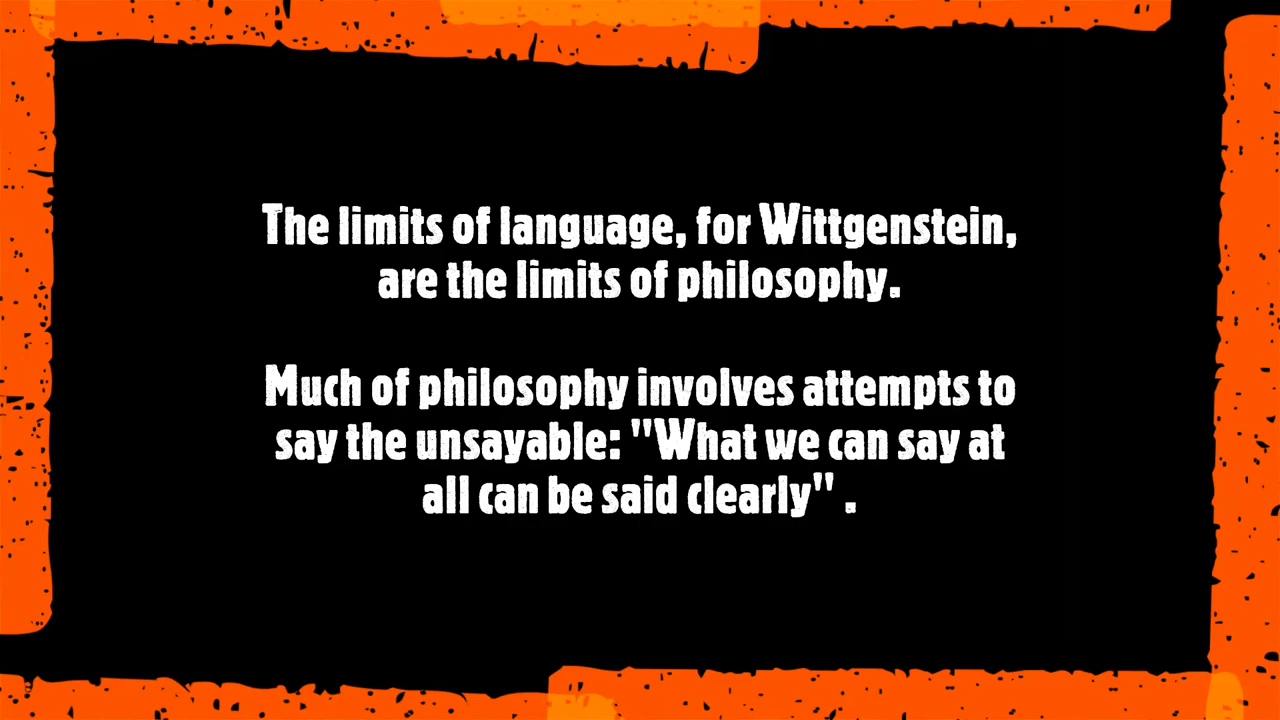 The limits of language, for Wittgenstein,
are the limits of philosophy.
Much of philosophy involves attempts to
say the unsayable: "What we can say at
all can be said clearly" .